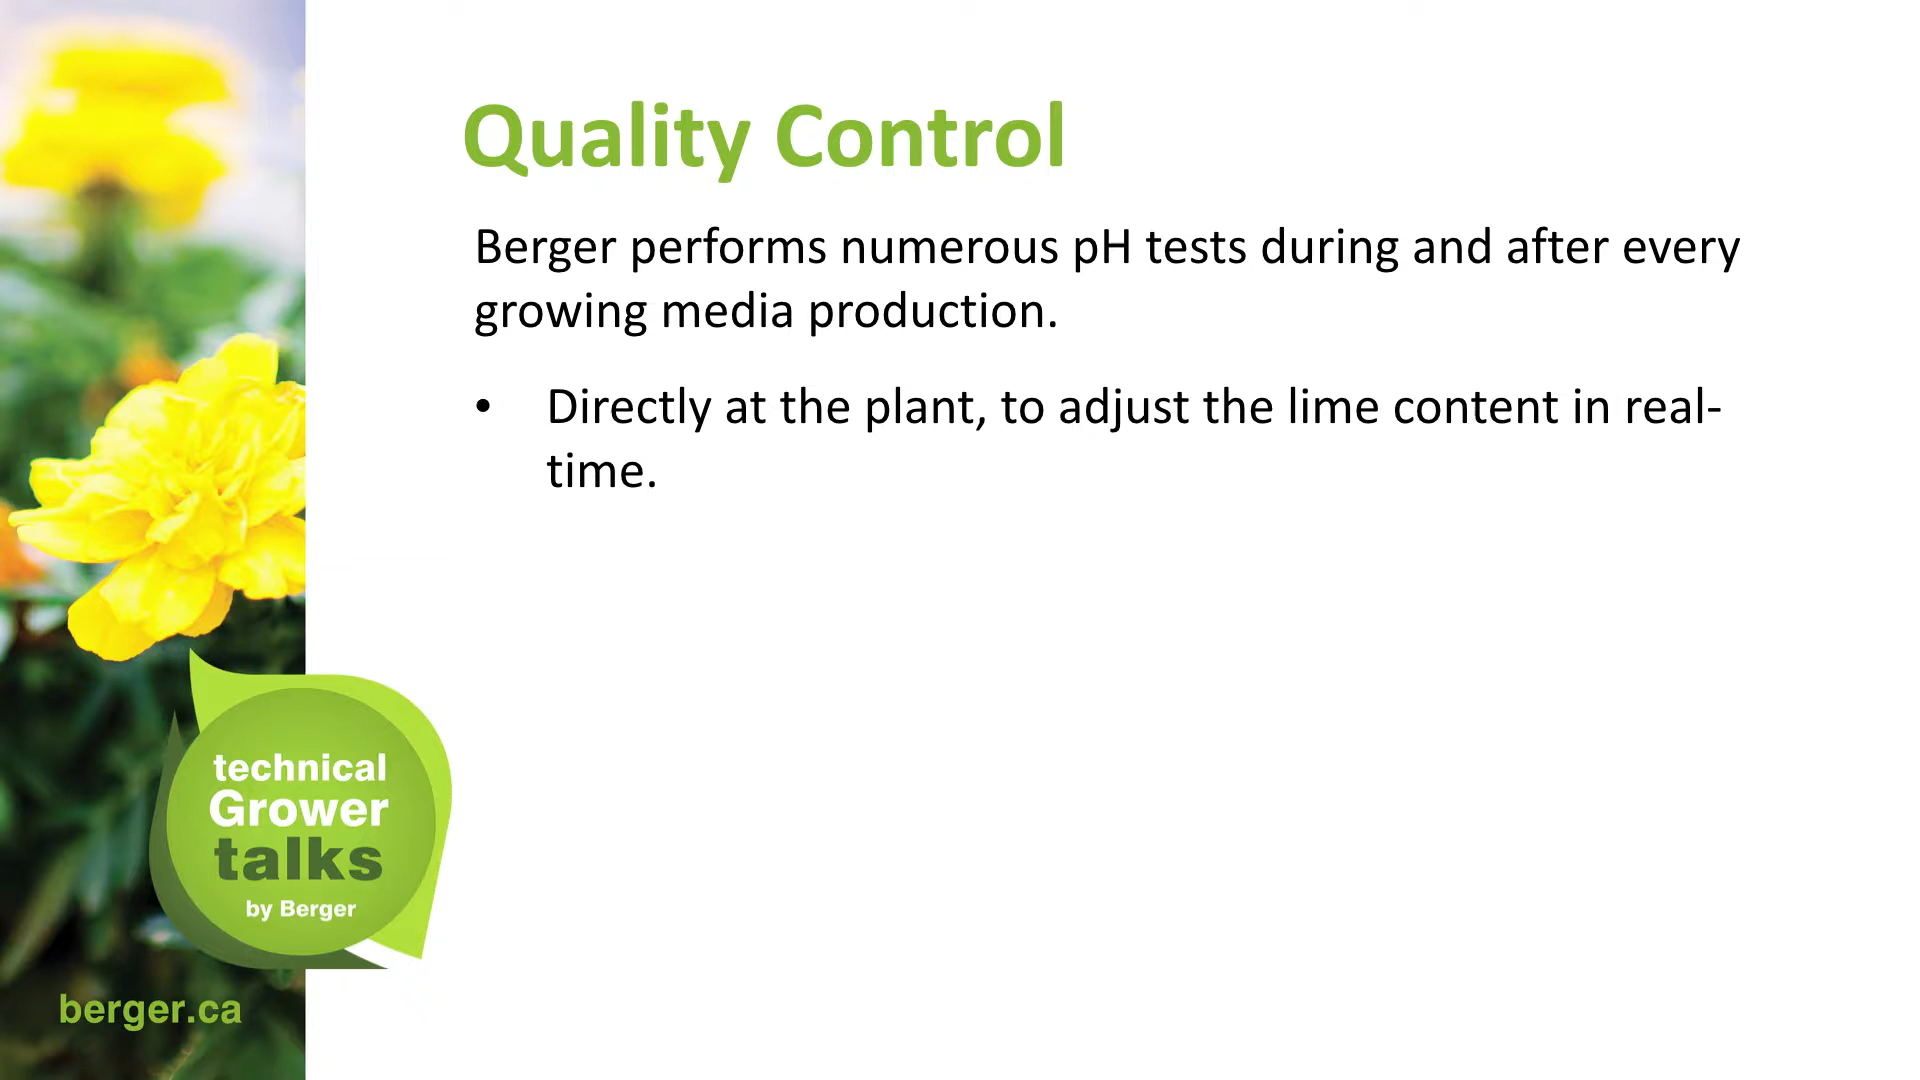 Quality Control
Berger performs numerous pH tests during and after every
growing media production.
• Directly at the plant, to adjust the lime content in real-
time.
technical
Grower
talks
by Berger
berger.ca